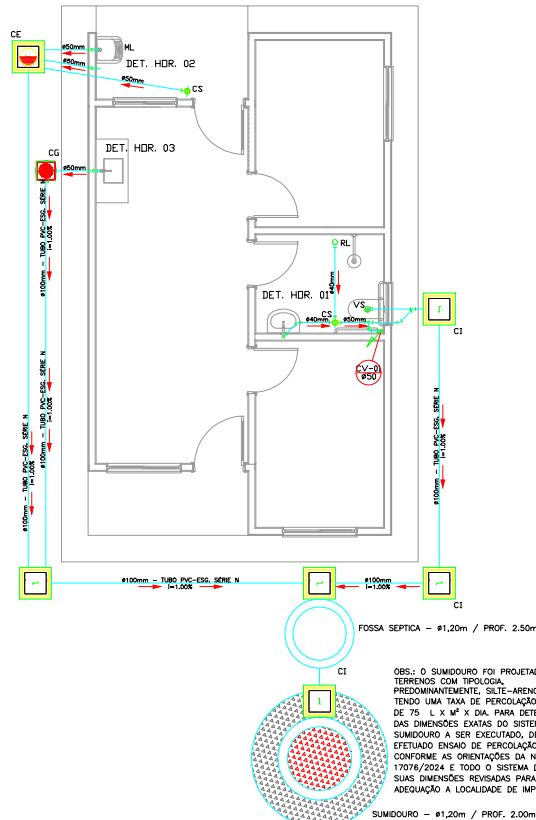 CE
ø50mm
ML
ø50mm
DET. HOR. 02
ø50mm
CS
CG
DET. HOR. 03
ø50mm
RL
ø40mm
DET. HOR. 01
VS
CS
ø40mm
ø50mm
CI
CV-01
ø50
ø100mm - TUBO PVC-ESG. SÉRIE N
i=1.00%
ø100mm - TUBO PVC-ESG. SÉRIE N
i=1.00%
ø100mm - TUBO PVC-ESG. SÉRIE N
i=1.00%
ø100mm - TUBO PVC-ESG. SÉRIE N
i=1.00%
ø100mm - TUBO PVC-ESG. SÉRIE N
i=1.00%
ø100mm
i=1.00%
CI
FOSSA SEPTICA - ø1,20m / PROF. 2.50m
CI
OBS.: O SUMIDOURO FOI PROJETAD
TERRENOS COM TIPOLOGIA,
PREDOMINANTEMENTE, SILTE-ARENO
TENDO UMA TAXA DE PERCOLAÇÃO
DE 75 L X M² X DIA. PARA DETE
DAS DIMENSÕES EXATAS DO SISTE
SUMIDOURO A SER EXECUTADO, DE
EFETUADO ENSAIO DE PERCOLAÇÃO
CONFORME AS ORIENTAÇÕES DA N
17076/2024 E TODO O SISTEMA D
SUAS DIMENSÕES REVISADAS PARA
ADEQUAÇÃO A LOCALIDADE DE IMP
SUMIDOURO - ø1,20m / PROF. 2.00m